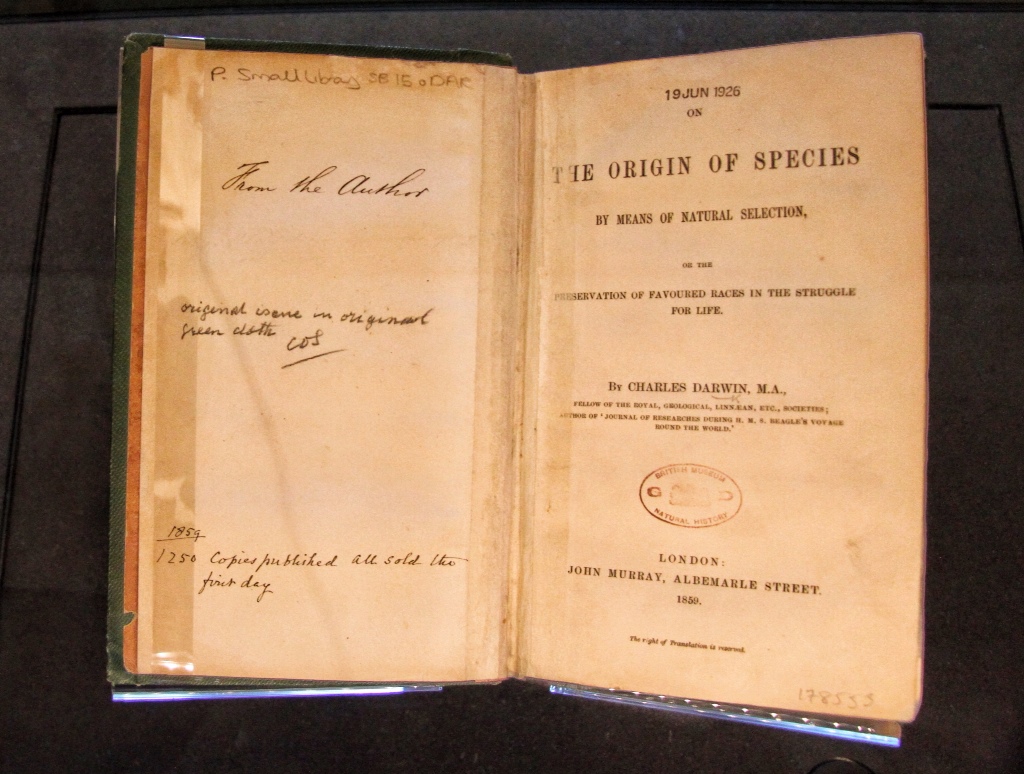 P. Small library SB 15 o DAR
From the Author
original issue in original
green cloth
COS
1859
1250 Copies published all sold the
first day
19 JUN 1926
ON
THE ORIGIN OF SPECIES
BY MEANS OF NATURAL SELECTION,
OR THE
PRESERVATION OF FAVOURED RACES IN THE STRUGGLE
FOR LIFE.
BY CHARLES DARWIN, M.A.,
FELLOW OF THE ROYAL, GEOLOGICAL, LINNÆAN, ETC., SOCIETIES;
AUTHOR OF 'JOURNAL OF RESEARCHES DURING H. M. S. BEAGLE'S VOYAGE
ROUND THE WORLD.'
BRITISH MUSEUM
NATURAL HISTORY
LONDON:
JOHN MURRAY, ALBEMARLE STREET.
1859.
The right of Translation is reserved.
178555